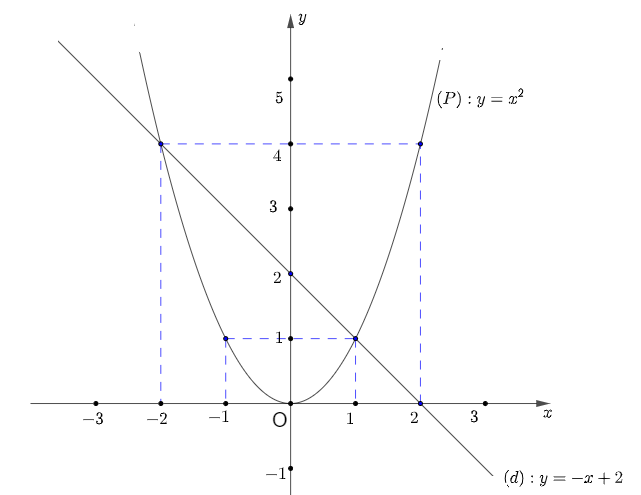 y
5
(P) : y = x²
4
3
2
1
−3 −2 −1 O 1 2 3 x
−1
(d) : y = −x + 2